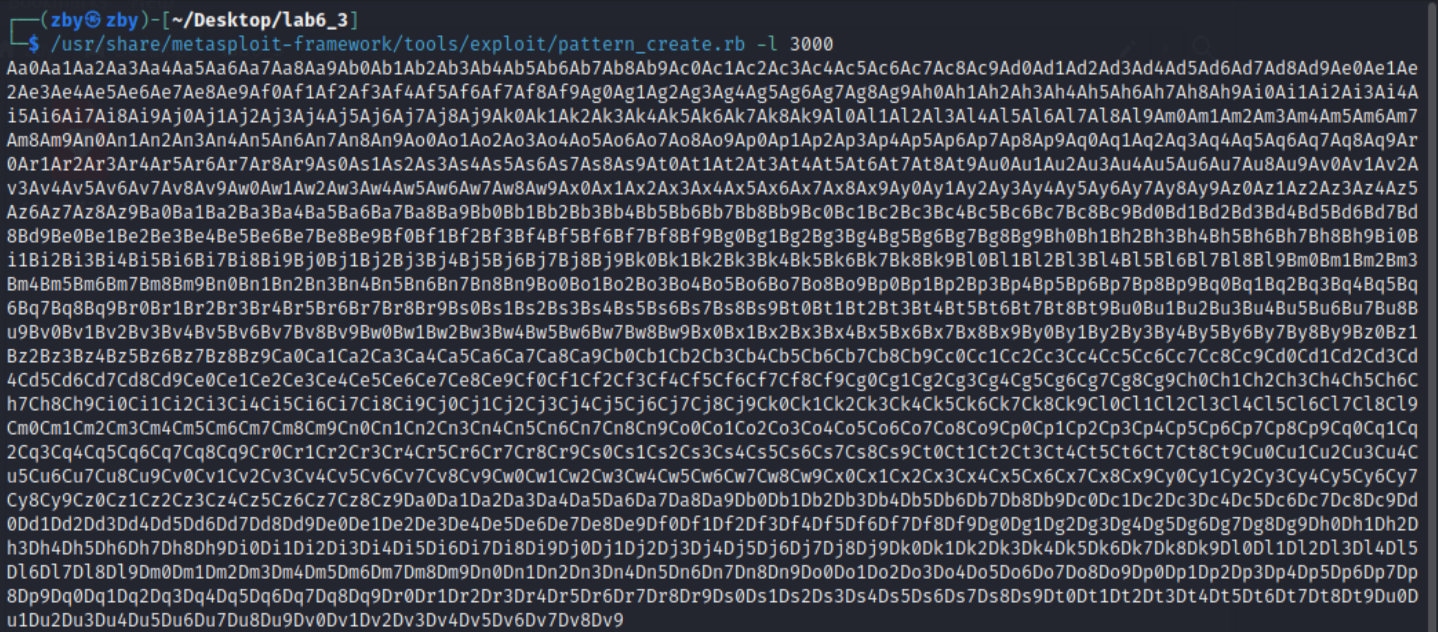 ┌──(zby㉿zby)-[~/Desktop/lab6_3]
└─$ /usr/share/metasploit-framework/tools/exploit/pattern_create.rb -l 3000
Aa0Aa1Aa2Aa3Aa4Aa5Aa6Aa7Aa8Aa9Ab0Ab1Ab2Ab3Ab4Ab5Ab6Ab7Ab8Ab9Ac0Ac1Ac2Ac3Ac4Ac5Ac6Ac7Ac8Ac9Ad0Ad1Ad2Ad3Ad4Ad5Ad6Ad7Ad8Ad9Ae0Ae1Ae
2Ae3Ae4Ae5Ae6Ae7Ae8Ae9Af0Af1Af2Af3Af4Af5Af6Af7Af8Af9Ag0Ag1Ag2Ag3Ag4Ag5Ag6Ag7Ag8Ag9Ah0Ah1Ah2Ah3Ah4Ah5Ah6Ah7Ah8Ah9Ai0Ai1Ai2Ai3Ai4A
i5Ai6Ai7Ai8Ai9Aj0Aj1Aj2Aj3Aj4Aj5Aj6Aj7Aj8Aj9Ak0Ak1Ak2Ak3Ak4Ak5Ak6Ak7Ak8Ak9Al0Al1Al2Al3Al4Al5Al6Al7Al8Al9Am0Am1Am2Am3Am4Am5Am6Am7
Am8Am9An0An1An2An3An4An5An6An7An8An9Ao0Ao1Ao2Ao3Ao4Ao5Ao6Ao7Ao8Ao9Ap0Ap1Ap2Ap3Ap4Ap5Ap6Ap7Ap8Ap9Aq0Aq1Aq2Aq3Aq4Aq5Aq6Aq7Aq8Aq9Ar
0Ar1Ar2Ar3Ar4Ar5Ar6Ar7Ar8Ar9As0As1As2As3As4As5As6As7As8As9At0At1At2At3At4At5At6At7At8At9Au0Au1Au2Au3Au4Au5Au6Au7Au8Au9Av0Av1Av2A
v3Av4Av5Av6Av7Av8Av9Aw0Aw1Aw2Aw3Aw4Aw5Aw6Aw7Aw8Aw9Ax0Ax1Ax2Ax3Ax4Ax5Ax6Ax7Ax8Ax9Ay0Ay1Ay2Ay3Ay4Ay5Ay6Ay7Ay8Ay9Az0Az1Az2Az3Az4Az5
Az6Az7Az8Az9Ba0Ba1Ba2Ba3Ba4Ba5Ba6Ba7Ba8Ba9Bb0Bb1Bb2Bb3Bb4Bb5Bb6Bb7Bb8Bb9Bc0Bc1Bc2Bc3Bc4Bc5Bc6Bc7Bc8Bc9Bd0Bd1Bd2Bd3Bd4Bd5Bd6Bd7Bd
8Bd9Be0Be1Be2Be3Be4Be5Be6Be7Be8Be9Bf0Bf1Bf2Bf3Bf4Bf5Bf6Bf7Bf8Bf9Bg0Bg1Bg2Bg3Bg4Bg5Bg6Bg7Bg8Bg9Bh0Bh1Bh2Bh3Bh4Bh5Bh6Bh7Bh8Bh9Bi0B
i1Bi2Bi3Bi4Bi5Bi6Bi7Bi8Bi9Bj0Bj1Bj2Bj3Bj4Bj5Bj6Bj7Bj8Bj9Bk0Bk1Bk2Bk3Bk4Bk5Bk6Bk7Bk8Bk9Bl0Bl1Bl2Bl3Bl4Bl5Bl6Bl7Bl8Bl9Bm0Bm1Bm2Bm3
Bm4Bm5Bm6Bm7Bm8Bm9Bn0Bn1Bn2Bn3Bn4Bn5Bn6Bn7Bn8Bn9Bo0Bo1Bo2Bo3Bo4Bo5Bo6Bo7Bo8Bo9Bp0Bp1Bp2Bp3Bp4Bp5Bp6Bp7Bp8Bp9Bq0Bq1Bq2Bq3Bq4Bq5Bq
6Bq7Bq8Bq9Br0Br1Br2Br3Br4Br5Br6Br7Br8Br9Bs0Bs1Bs2Bs3Bs4Bs5Bs6Bs7Bs8Bs9Bt0Bt1Bt2Bt3Bt4Bt5Bt6Bt7Bt8Bt9Bu0Bu1Bu2Bu3Bu4Bu5Bu6Bu7Bu8B
u9Bv0Bv1Bv2Bv3Bv4Bv5Bv6Bv7Bv8Bv9Bw0Bw1Bw2Bw3Bw4Bw5Bw6Bw7Bw8Bw9Bx0Bx1Bx2Bx3Bx4Bx5Bx6Bx7Bx8Bx9By0By1By2By3By4By5By6By7By8By9Bz0Bz1
Bz2Bz3Bz4Bz5Bz6Bz7Bz8Bz9Ca0Ca1Ca2Ca3Ca4Ca5Ca6Ca7Ca8Ca9Cb0Cb1Cb2Cb3Cb4Cb5Cb6Cb7Cb8Cb9Cc0Cc1Cc2Cc3Cc4Cc5Cc6Cc7Cc8Cc9Cd0Cd1Cd2Cd3Cd
4Cd5Cd6Cd7Cd8Cd9Ce0Ce1Ce2Ce3Ce4Ce5Ce6Ce7Ce8Ce9Cf0Cf1Cf2Cf3Cf4Cf5Cf6Cf7Cf8Cf9Cg0Cg1Cg2Cg3Cg4Cg5Cg6Cg7Cg8Cg9Ch0Ch1Ch2Ch3Ch4Ch5Ch6C
h7Ch8Ch9Ci0Ci1Ci2Ci3Ci4Ci5Ci6Ci7Ci8Ci9Cj0Cj1Cj2Cj3Cj4Cj5Cj6Cj7Cj8Cj9Ck0Ck1Ck2Ck3Ck4Ck5Ck6Ck7Ck8Ck9Cl0Cl1Cl2Cl3Cl4Cl5Cl6Cl7Cl8Cl9
Cm0Cm1Cm2Cm3Cm4Cm5Cm6Cm7Cm8Cm9Cn0Cn1Cn2Cn3Cn4Cn5Cn6Cn7Cn8Cn9Co0Co1Co2Co3Co4Co5Co6Co7Co8Co9Cp0Cp1Cp2Cp3Cp4Cp5Cp6Cp7Cp8Cp9Cq0Cq1Cq
2Cq3Cq4Cq5Cq6Cq7Cq8Cq9Cr0Cr1Cr2Cr3Cr4Cr5Cr6Cr7Cr8Cr9Cs0Cs1Cs2Cs3Cs4Cs5Cs6Cs7Cs8Cs9Ct0Ct1Ct2Ct3Ct4Ct5Ct6Ct7Ct8Ct9Cu0Cu1Cu2Cu3Cu4C
u5Cu6Cu7Cu8Cu9Cv0Cv1Cv2Cv3Cv4Cv5Cv6Cv7Cv8Cv9Cw0Cw1Cw2Cw3Cw4Cw5Cw6Cw7Cw8Cw9Cx0Cx1Cx2Cx3Cx4Cx5Cx6Cx7Cx8Cx9Cy0Cy1Cy2Cy3Cy4Cy5Cy6Cy7
Cy8Cy9Cz0Cz1Cz2Cz3Cz4Cz5Cz6Cz7Cz8Cz9Da0Da1Da2Da3Da4Da5Da6Da7Da8Da9Db0Db1Db2Db3Db4Db5Db6Db7Db8Db9Dc0Dc1Dc2Dc3Dc4Dc5Dc6Dc7Dc8Dc9Dd
0Dd1Dd2Dd3Dd4Dd5Dd6Dd7Dd8Dd9De0De1De2De3De4De5De6De7De8De9Df0Df1Df2Df3Df4Df5Df6Df7Df8Df9Dg0Dg1Dg2Dg3Dg4Dg5Dg6Dg7Dg8Dg9Dh0Dh1Dh2D
h3Dh4Dh5Dh6Dh7Dh8Dh9Di0Di1Di2Di3Di4Di5Di6Di7Di8Di9Dj0Dj1Dj2Dj3Dj4Dj5Dj6Dj7Dj8Dj9Dk0Dk1Dk2Dk3Dk4Dk5Dk6Dk7Dk8Dk9Dl0Dl1Dl2Dl3Dl4Dl5
Dl6Dl7Dl8Dl9Dm0Dm1Dm2Dm3Dm4Dm5Dm6Dm7Dm8Dm9Dn0Dn1Dn2Dn3Dn4Dn5Dn6Dn7Dn8Dn9Do0Do1Do2Do3Do4Do5Do6Do7Do8Do9Dp0Dp1Dp2Dp3Dp4Dp5Dp6Dp7Dp
8Dp9Dq0Dq1Dq2Dq3Dq4Dq5Dq6Dq7Dq8Dq9Dr0Dr1Dr2Dr3Dr4Dr5Dr6Dr7Dr8Dr9Ds0Ds1Ds2Ds3Ds4Ds5Ds6Ds7Ds8Ds9Dt0Dt1Dt2Dt3Dt4Dt5Dt6Dt7Dt8Dt9Du0D
u1Du2Du3Du4Du5Du6Du7Du8Du9Dv0Dv1Dv2Dv3Dv4Dv5Dv6Dv7Dv8Dv9